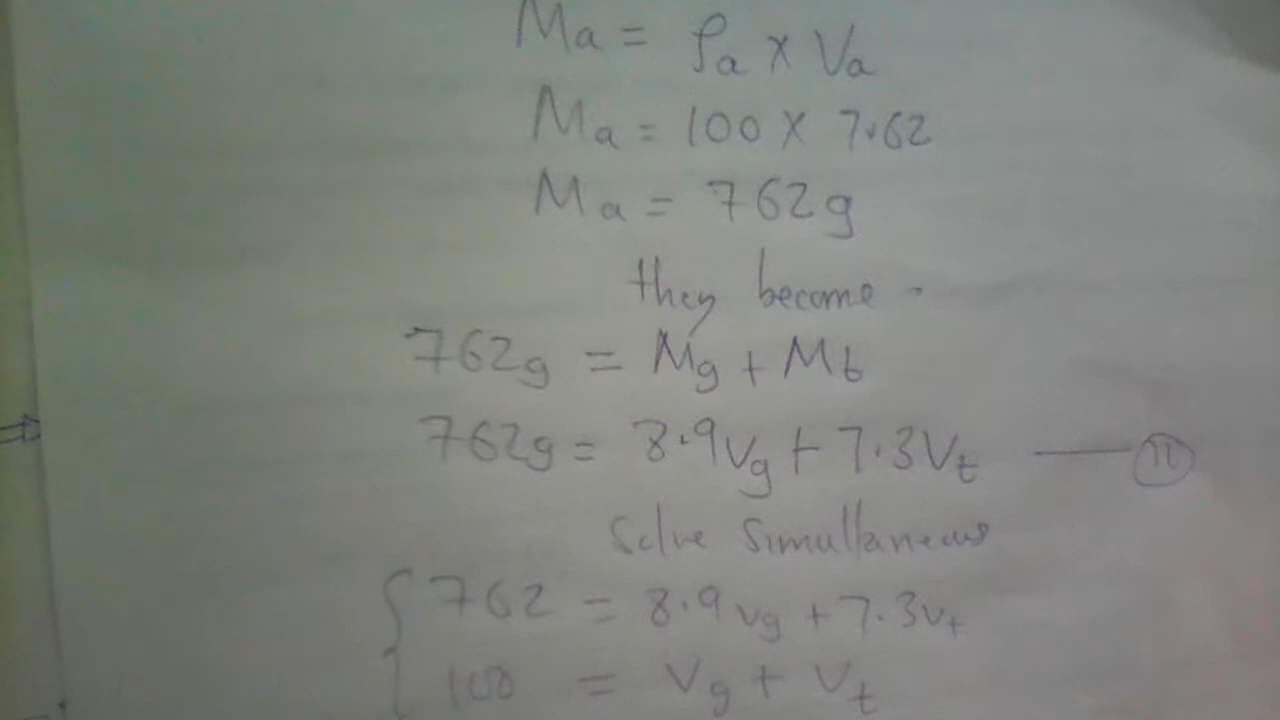 Ma = ρa x Va
Ma = 100 x 7.62
Ma = 762g
they become -
762g = Mg + Mt
762g = 8.9Vg + 7.3Vt — II
Solve Simultaneous
{ 762 = 8.9Vg + 7.3Vt
100 = Vg + Vt